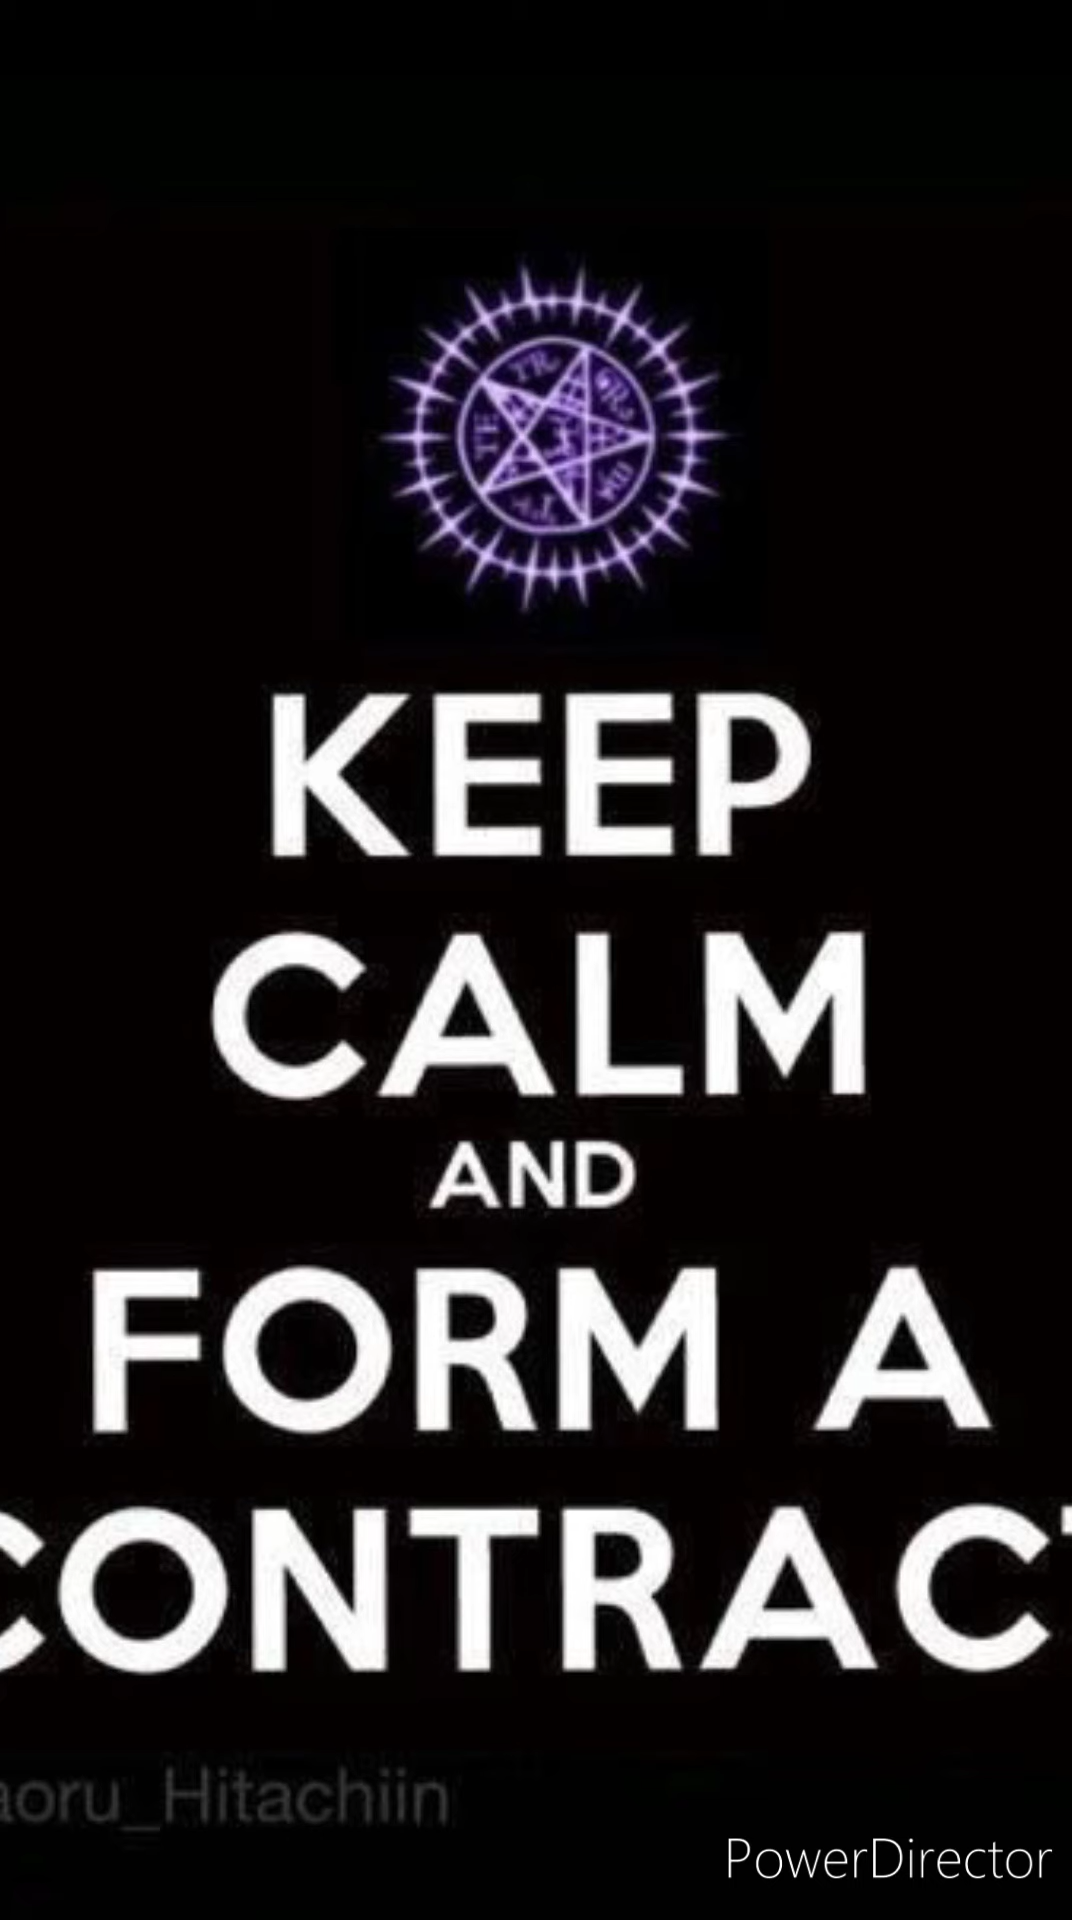 KEEP
CALM
AND
FORM A
CONTRACT
aoru_Hitachiin
PowerDirector